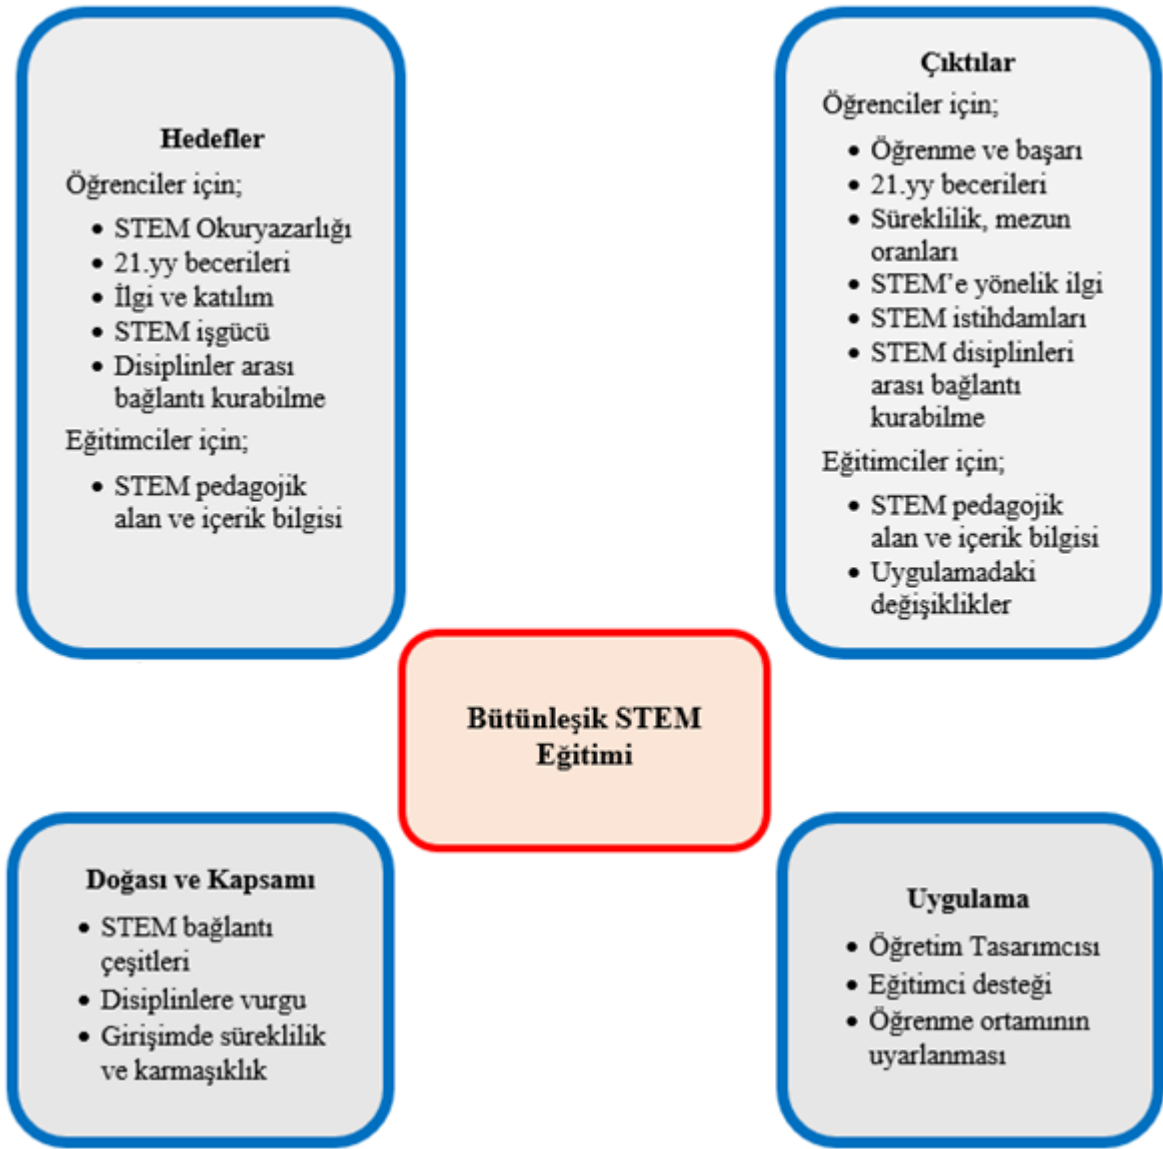 Hedefler
Öğrenciler için;
• STEM Okuryazarlığı
• 21.yy becerileri
• İlgi ve katılım
• STEM işgücü
• Disiplinler arası
bağlantı kurabilme
Eğitimciler için;
• STEM pedagojik
alan ve içerik bilgisi
Çıktılar
Öğrenciler için;
• Öğrenme ve başarı
• 21.yy becerileri
• Süreklilik, mezun
oranları
• STEM’e yönelik ilgi
• STEM istihdamları
• STEM disiplinleri
arası bağlantı
kurabilme
Eğitimciler için;
• STEM pedagojik
alan ve içerik bilgisi
• Uygulamadaki
değişiklikler
Bütünleşik STEM
Eğitimi
Doğası ve Kapsamı
• STEM bağlantı
çeşitleri
• Disiplinlere vurgu
• Girişimde süreklilik
ve karmaşıklık
Uygulama
• Öğretim Tasarımcısı
• Eğitimci desteği
• Öğrenme ortamının
uyarlanması